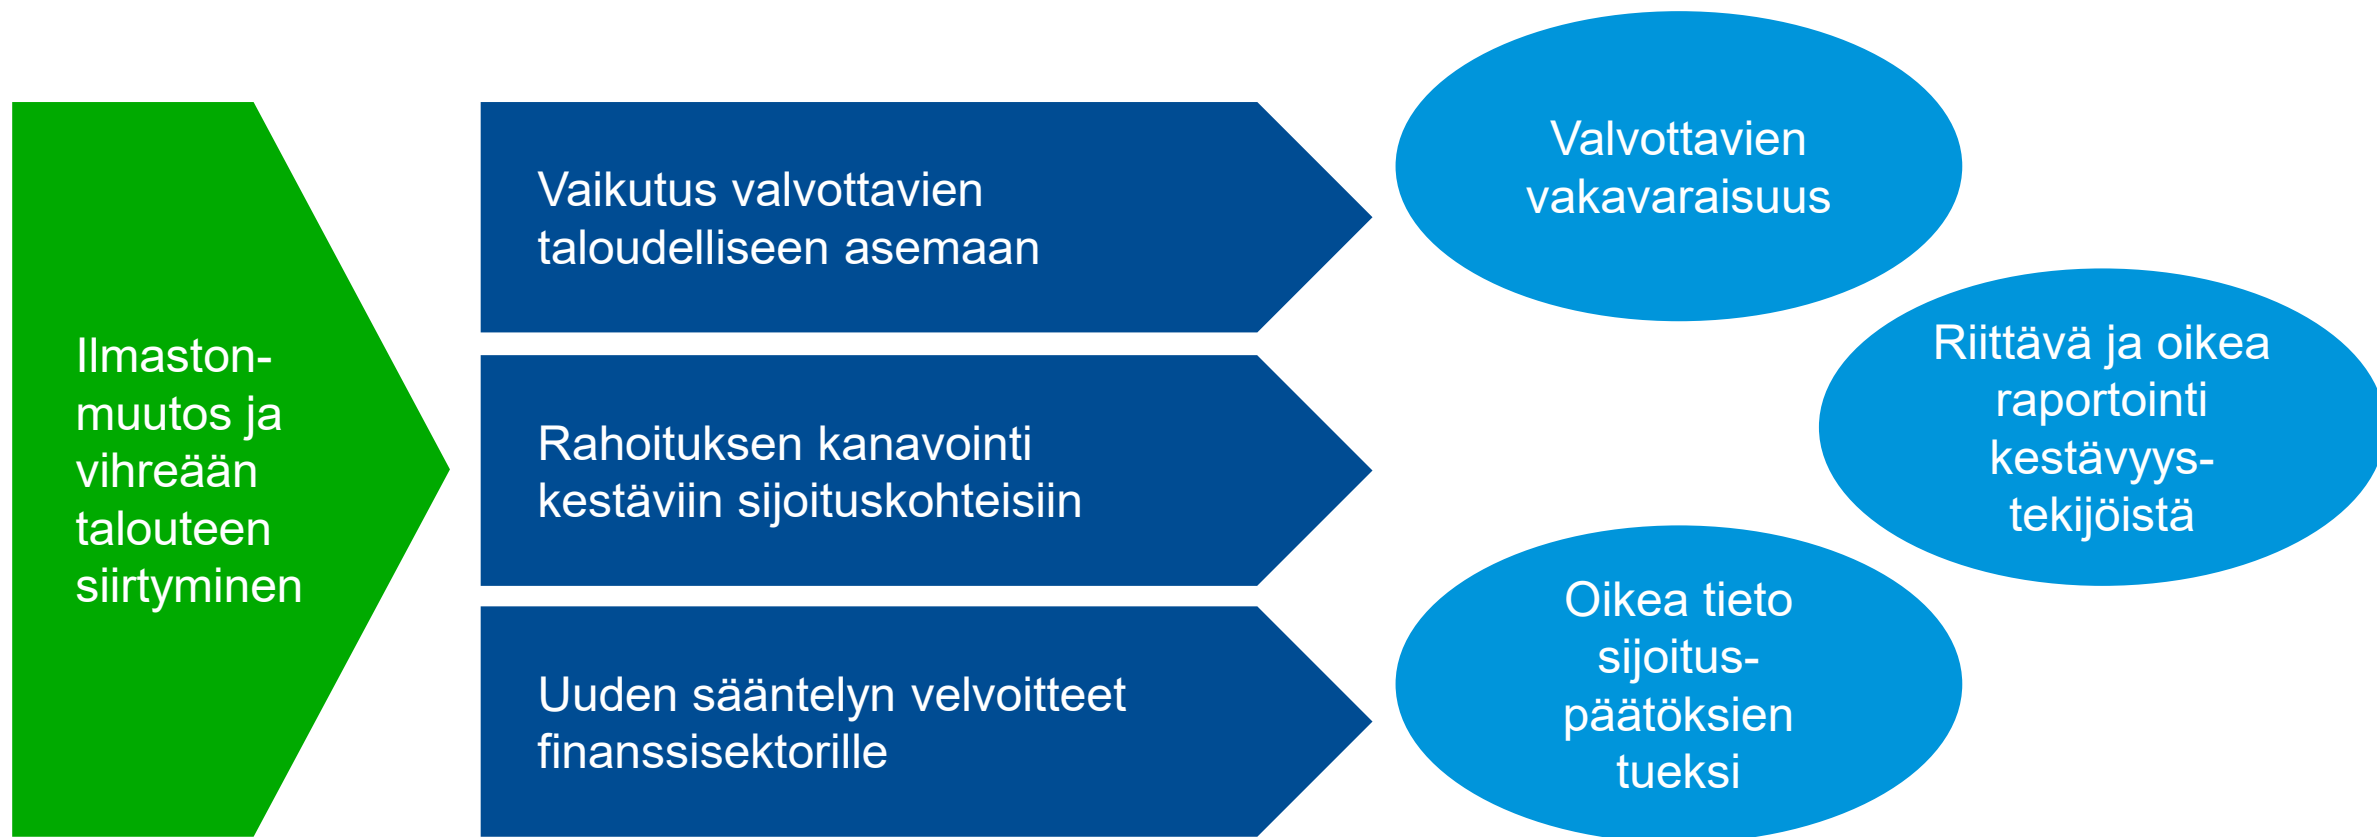 Ilmaston-
muutos ja
vihreään
talouteen
siirtyminen
Vaikutus valvottavien
taloudelliseen asemaan
Rahoituksen kanavointi
kestäviin sijoituskohteisiin
Uuden sääntelyn velvoitteet
finanssisektorille
Valvottavien
vakavaraisuus
Riittävä ja oikea
raportointi
kestävyys-
tekijöistä
Oikea tieto
sijoitus-
päätöksien
tueksi